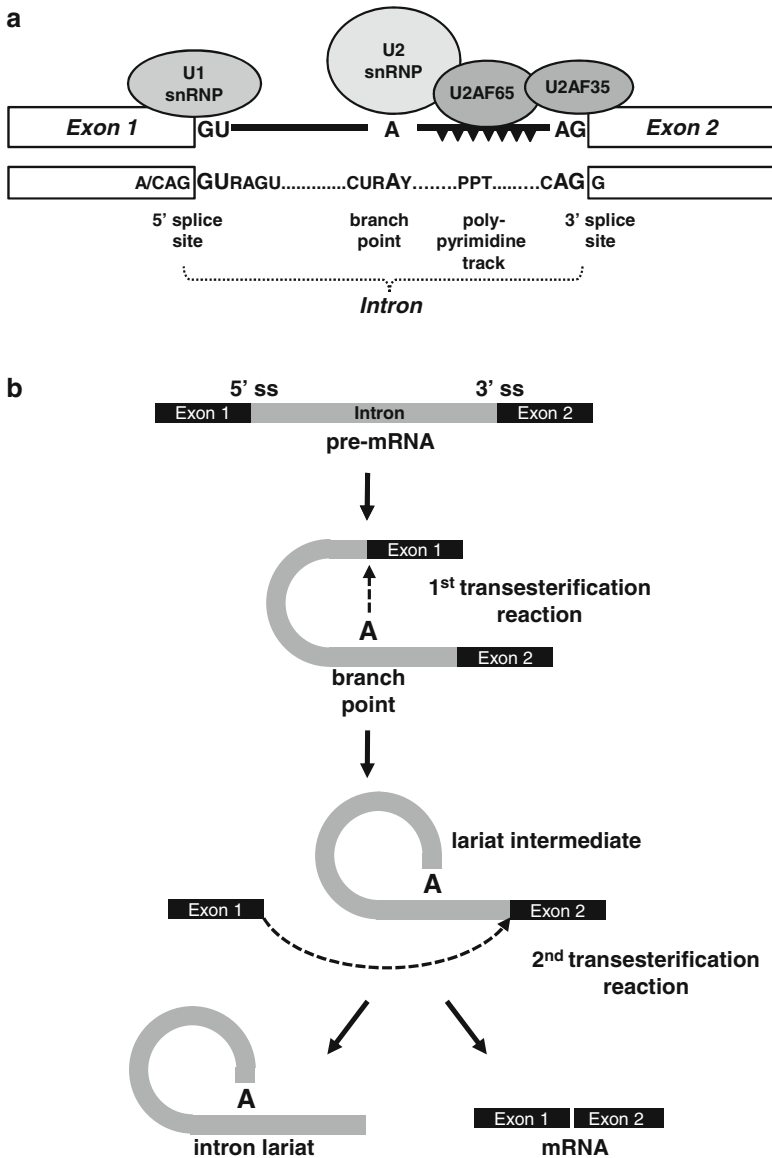 a
U1
snRNP
U2
snRNP
U2AF65
U2AF35
Exon 1
GU
A
AG
Exon 2
A/CAG GURAGU.............CURAY........PPT.........CAG G
5' splice
site
branch
point
poly-
pyrimidine
track
3' splice
site
Intron
b
5' ss
3' ss
Exon 1
Intron
Exon 2
pre-mRNA
Exon 1
1st transesterification
reaction
A
Exon 2
branch
point
lariat intermediate
A
Exon 1
Exon 2
2nd transesterification
reaction
A
intron lariat
Exon 1
Exon 2
mRNA